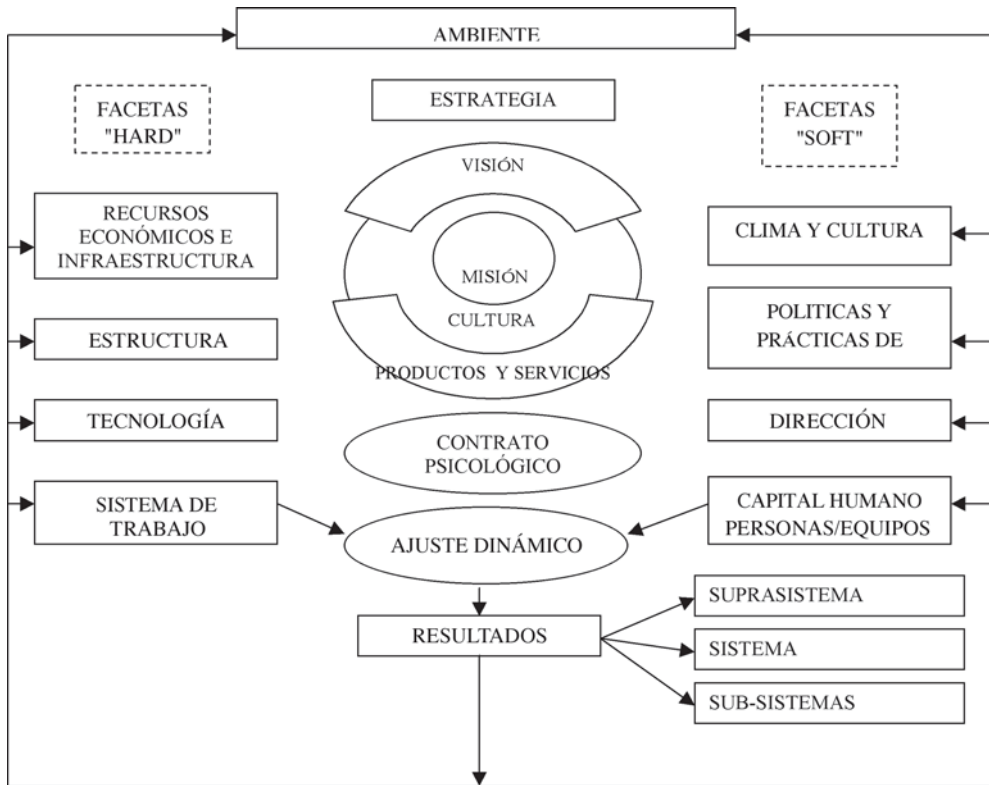 AMBIENTE
ESTRATEGIA
FACETAS
"HARD"
FACETAS
"SOFT"
VISIÓN
MISIÓN
CULTURA
PRODUCTOS Y SERVICIOS
RECURSOS
ECONÓMICOS E
INFRAESTRUCTURA
ESTRUCTURA
TECNOLOGÍA
SISTEMA DE
TRABAJO
CLIMA Y CULTURA
POLITICAS Y
PRÁCTICAS DE
DIRECCIÓN
CAPITAL HUMANO
PERSONAS/EQUIPOS
CONTRATO
PSICOLÓGICO
AJUSTE DINÁMICO
RESULTADOS
SUPRASISTEMA
SISTEMA
SUB-SISTEMAS